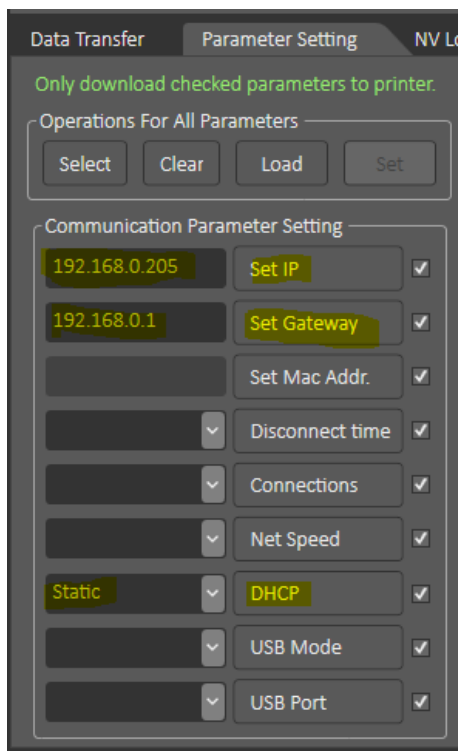 Data Transfer Parameter Setting NV
Only download checked parameters to printer.
Operations For All Parameters
Select Clear Load Set
Communication Parameter Setting
192.168.0.205 Set IP
192.168.0.1 Set Gateway
Set Mac Addr.
Disconnect time
Connections
Net Speed
Static DHCP
USB Mode
USB Port